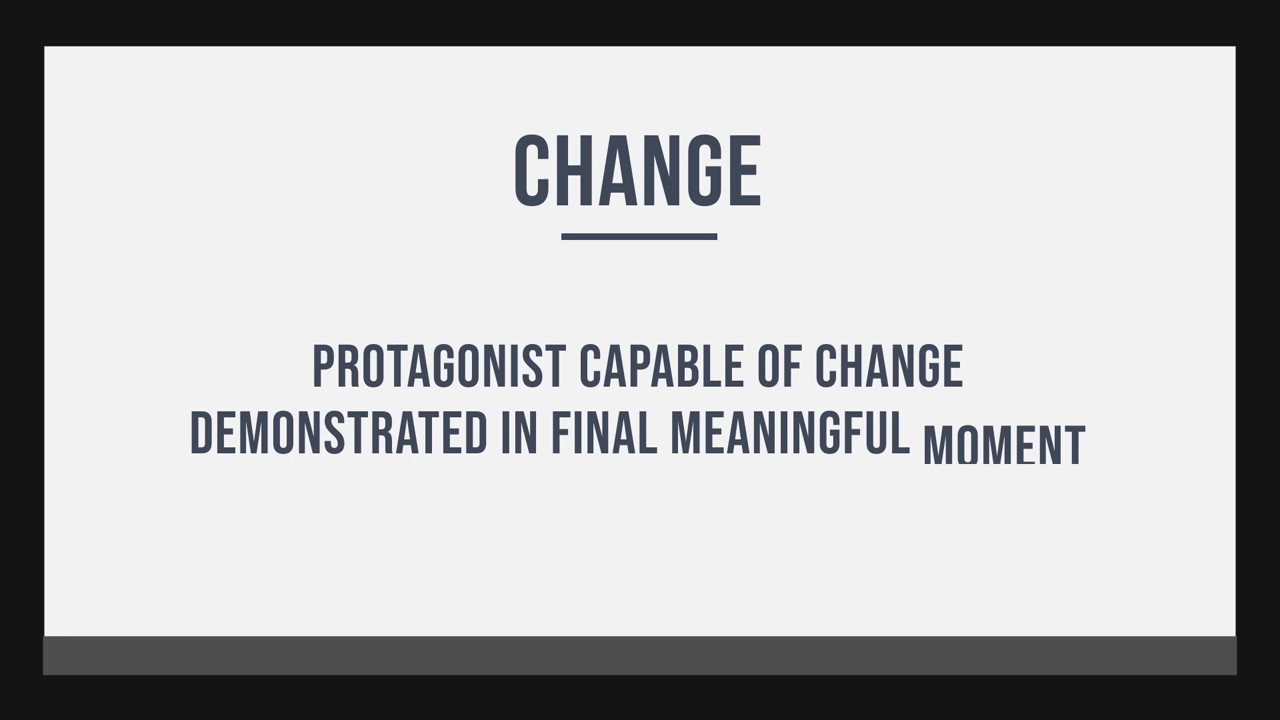 CHANGE
PROTAGONIST CAPABLE OF CHANGE
DEMONSTRATED IN FINAL MEANINGFUL MOMENT